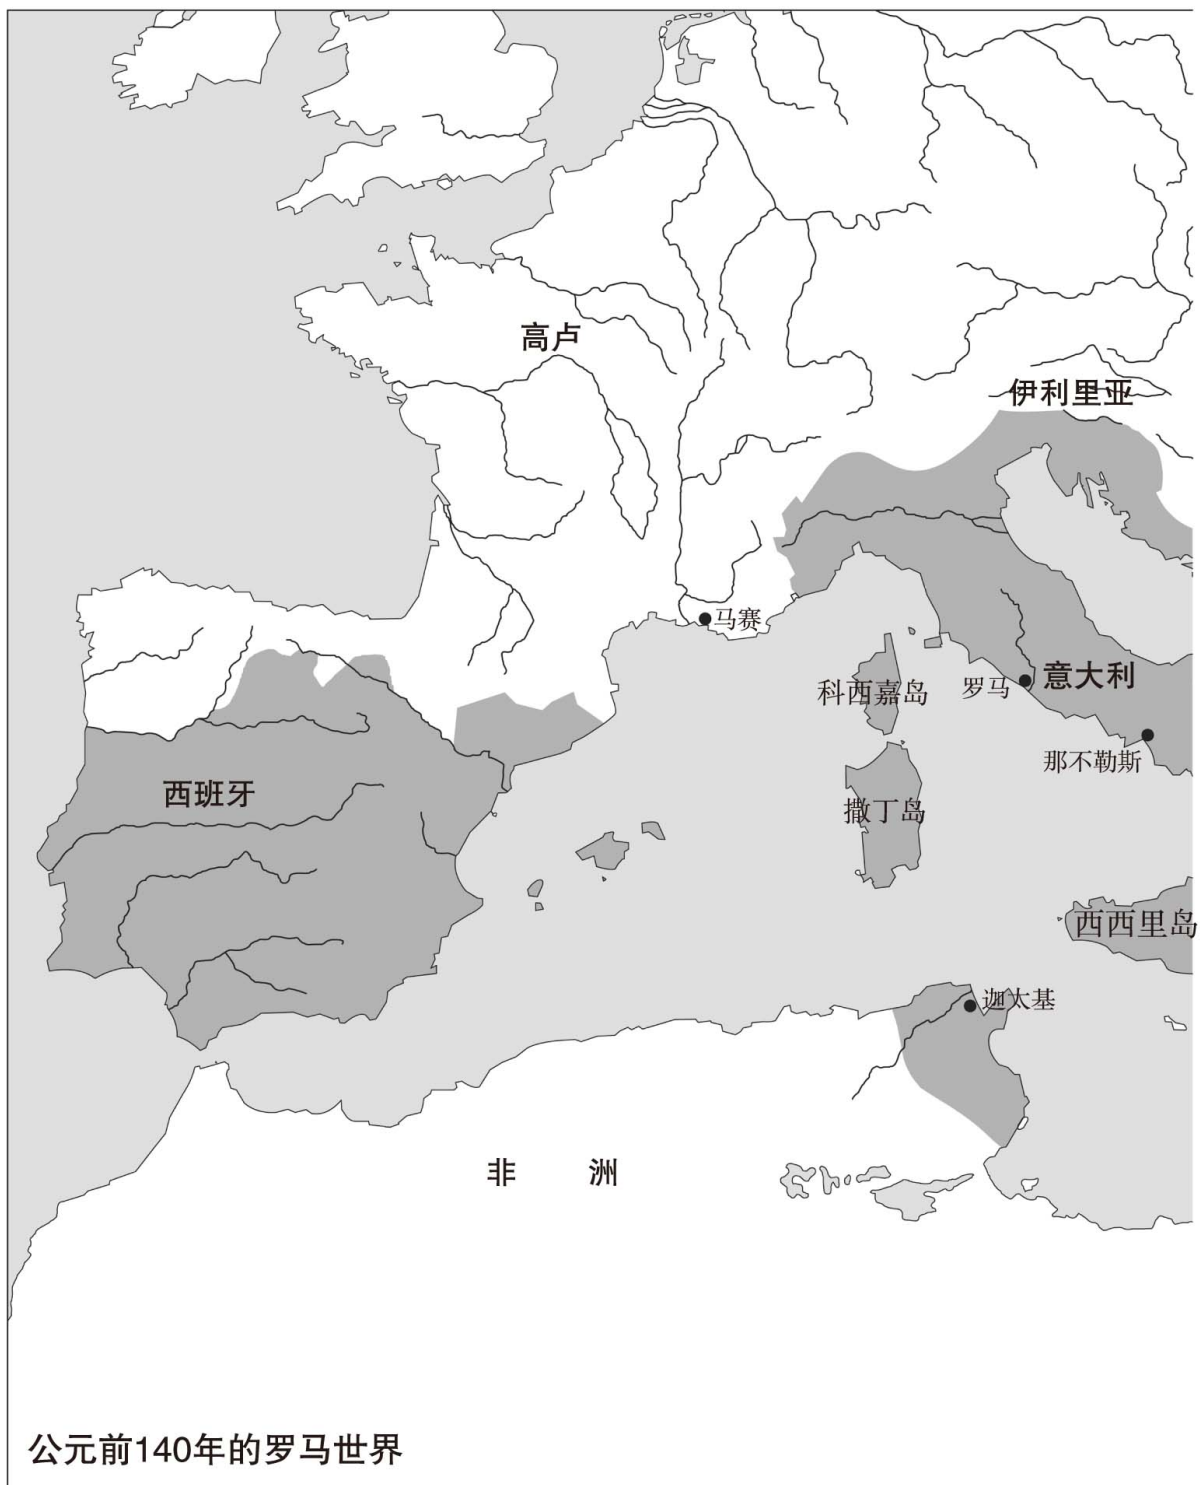 高卢
伊利里亚
马赛
科西嘉岛
罗马
意大利
那不勒斯
西班牙
撒丁岛
西西里岛
迦太基
非 洲
公元前140年的罗马世界